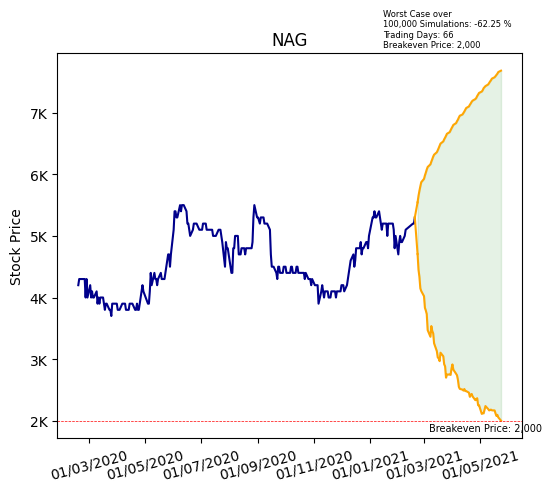 Worst Case over
100,000 Simulations: -62.25 %
Trading Days: 66
Breakeven Price: 2,000
NAG
Stock Price
7K
6K
5K
4K
3K
2K
Breakeven Price: 2,000
01/03/2020
01/05/2020
01/07/2020
01/09/2020
01/11/2020
01/01/2021
01/03/2021
01/05/2021